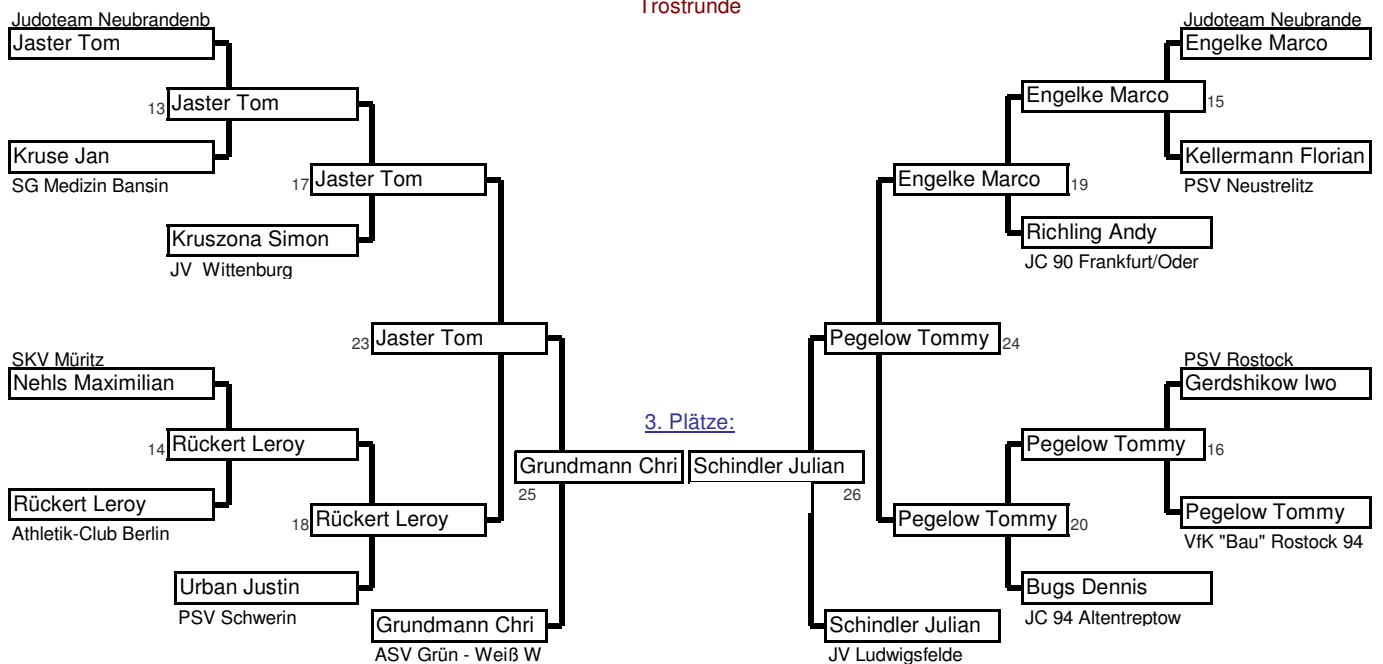 Trostrunde
Judoteam Neubrandenb
Jaster Tom
13 Jaster Tom
Kruse Jan
SG Medizin Bansin
17 Jaster Tom
Kruszona Simon
JV Wittenburg
23 Jaster Tom
SKV Müritz
Nehls Maximilian
14 Rückert Leroy
Rückert Leroy
Athletik-Club Berlin
18 Rückert Leroy
Urban Justin
PSV Schwerin
Grundmann Chri
ASV Grün - Weiß W
3. Plätze:
Grundmann Chri
25
Schindler Julian
26
Judoteam Neubrande
Engelke Marco
Engelke Marco 15
Kellermann Florian
PSV Neustrelitz
Engelke Marco 19
Richling Andy
JC 90 Frankfurt/Oder
Pegelow Tommy 24
PSV Rostock
Gerdshikow Iwo
Pegelow Tommy 16
Pegelow Tommy
VfK "Bau" Rostock 94
Pegelow Tommy 20
Bugs Dennis
JC 94 Altentreptow
Schindler Julian
JV Ludwigsfelde